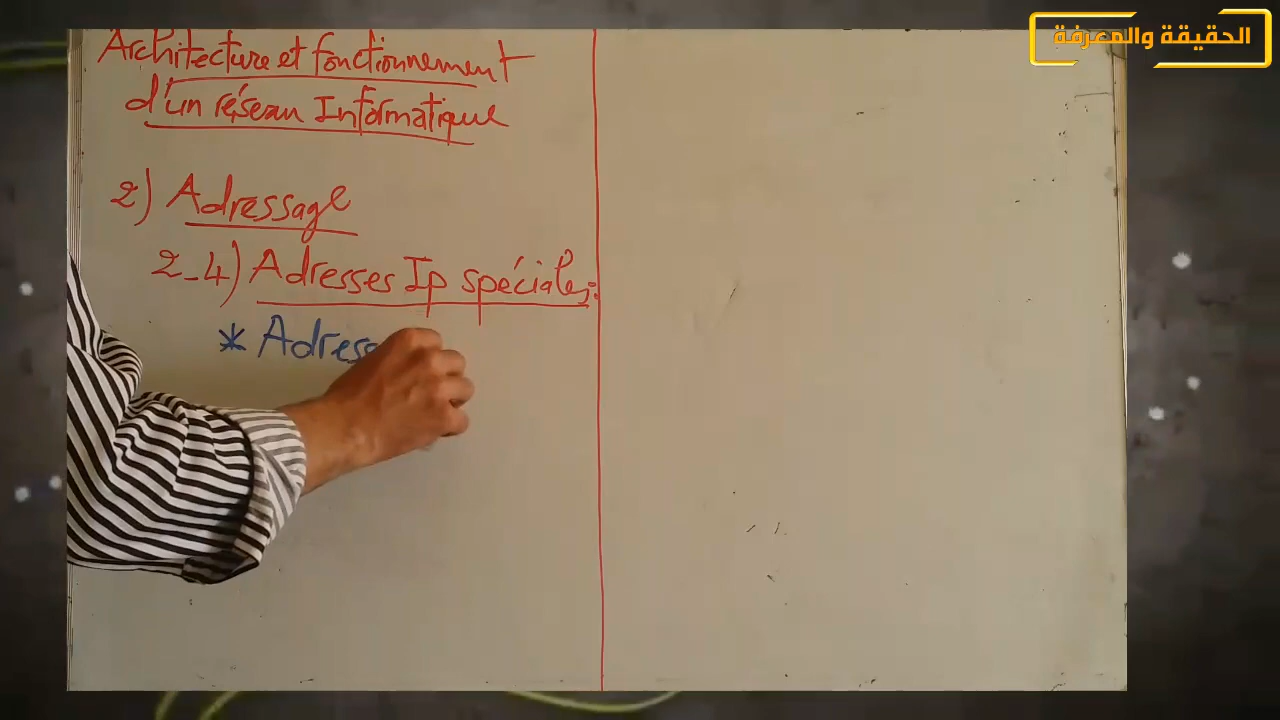 الحقيقة والمعرفة
Architecture et fonctionnement
d'un réseau Informatique
2) Adressage
2-4) Adresses Ip spéciales:
* Adress